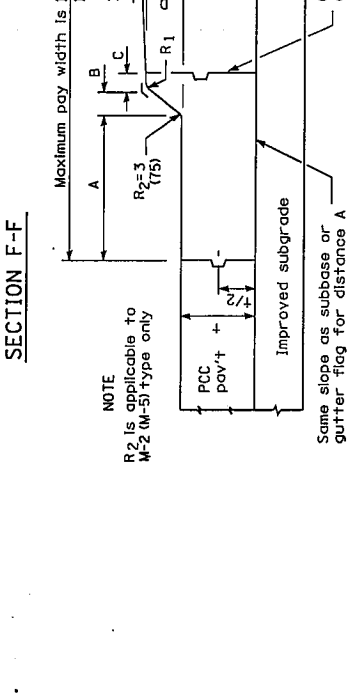 SECTION F-F
Maximum pay width is
B
C
A
R1
R2=3
(75)
NOTE
R2 is applicable to
M-2 (M-5) type only
PCC
pav't
t
t/2
Improved subgrade
Same slope as subbase or
gutter flag for distance A